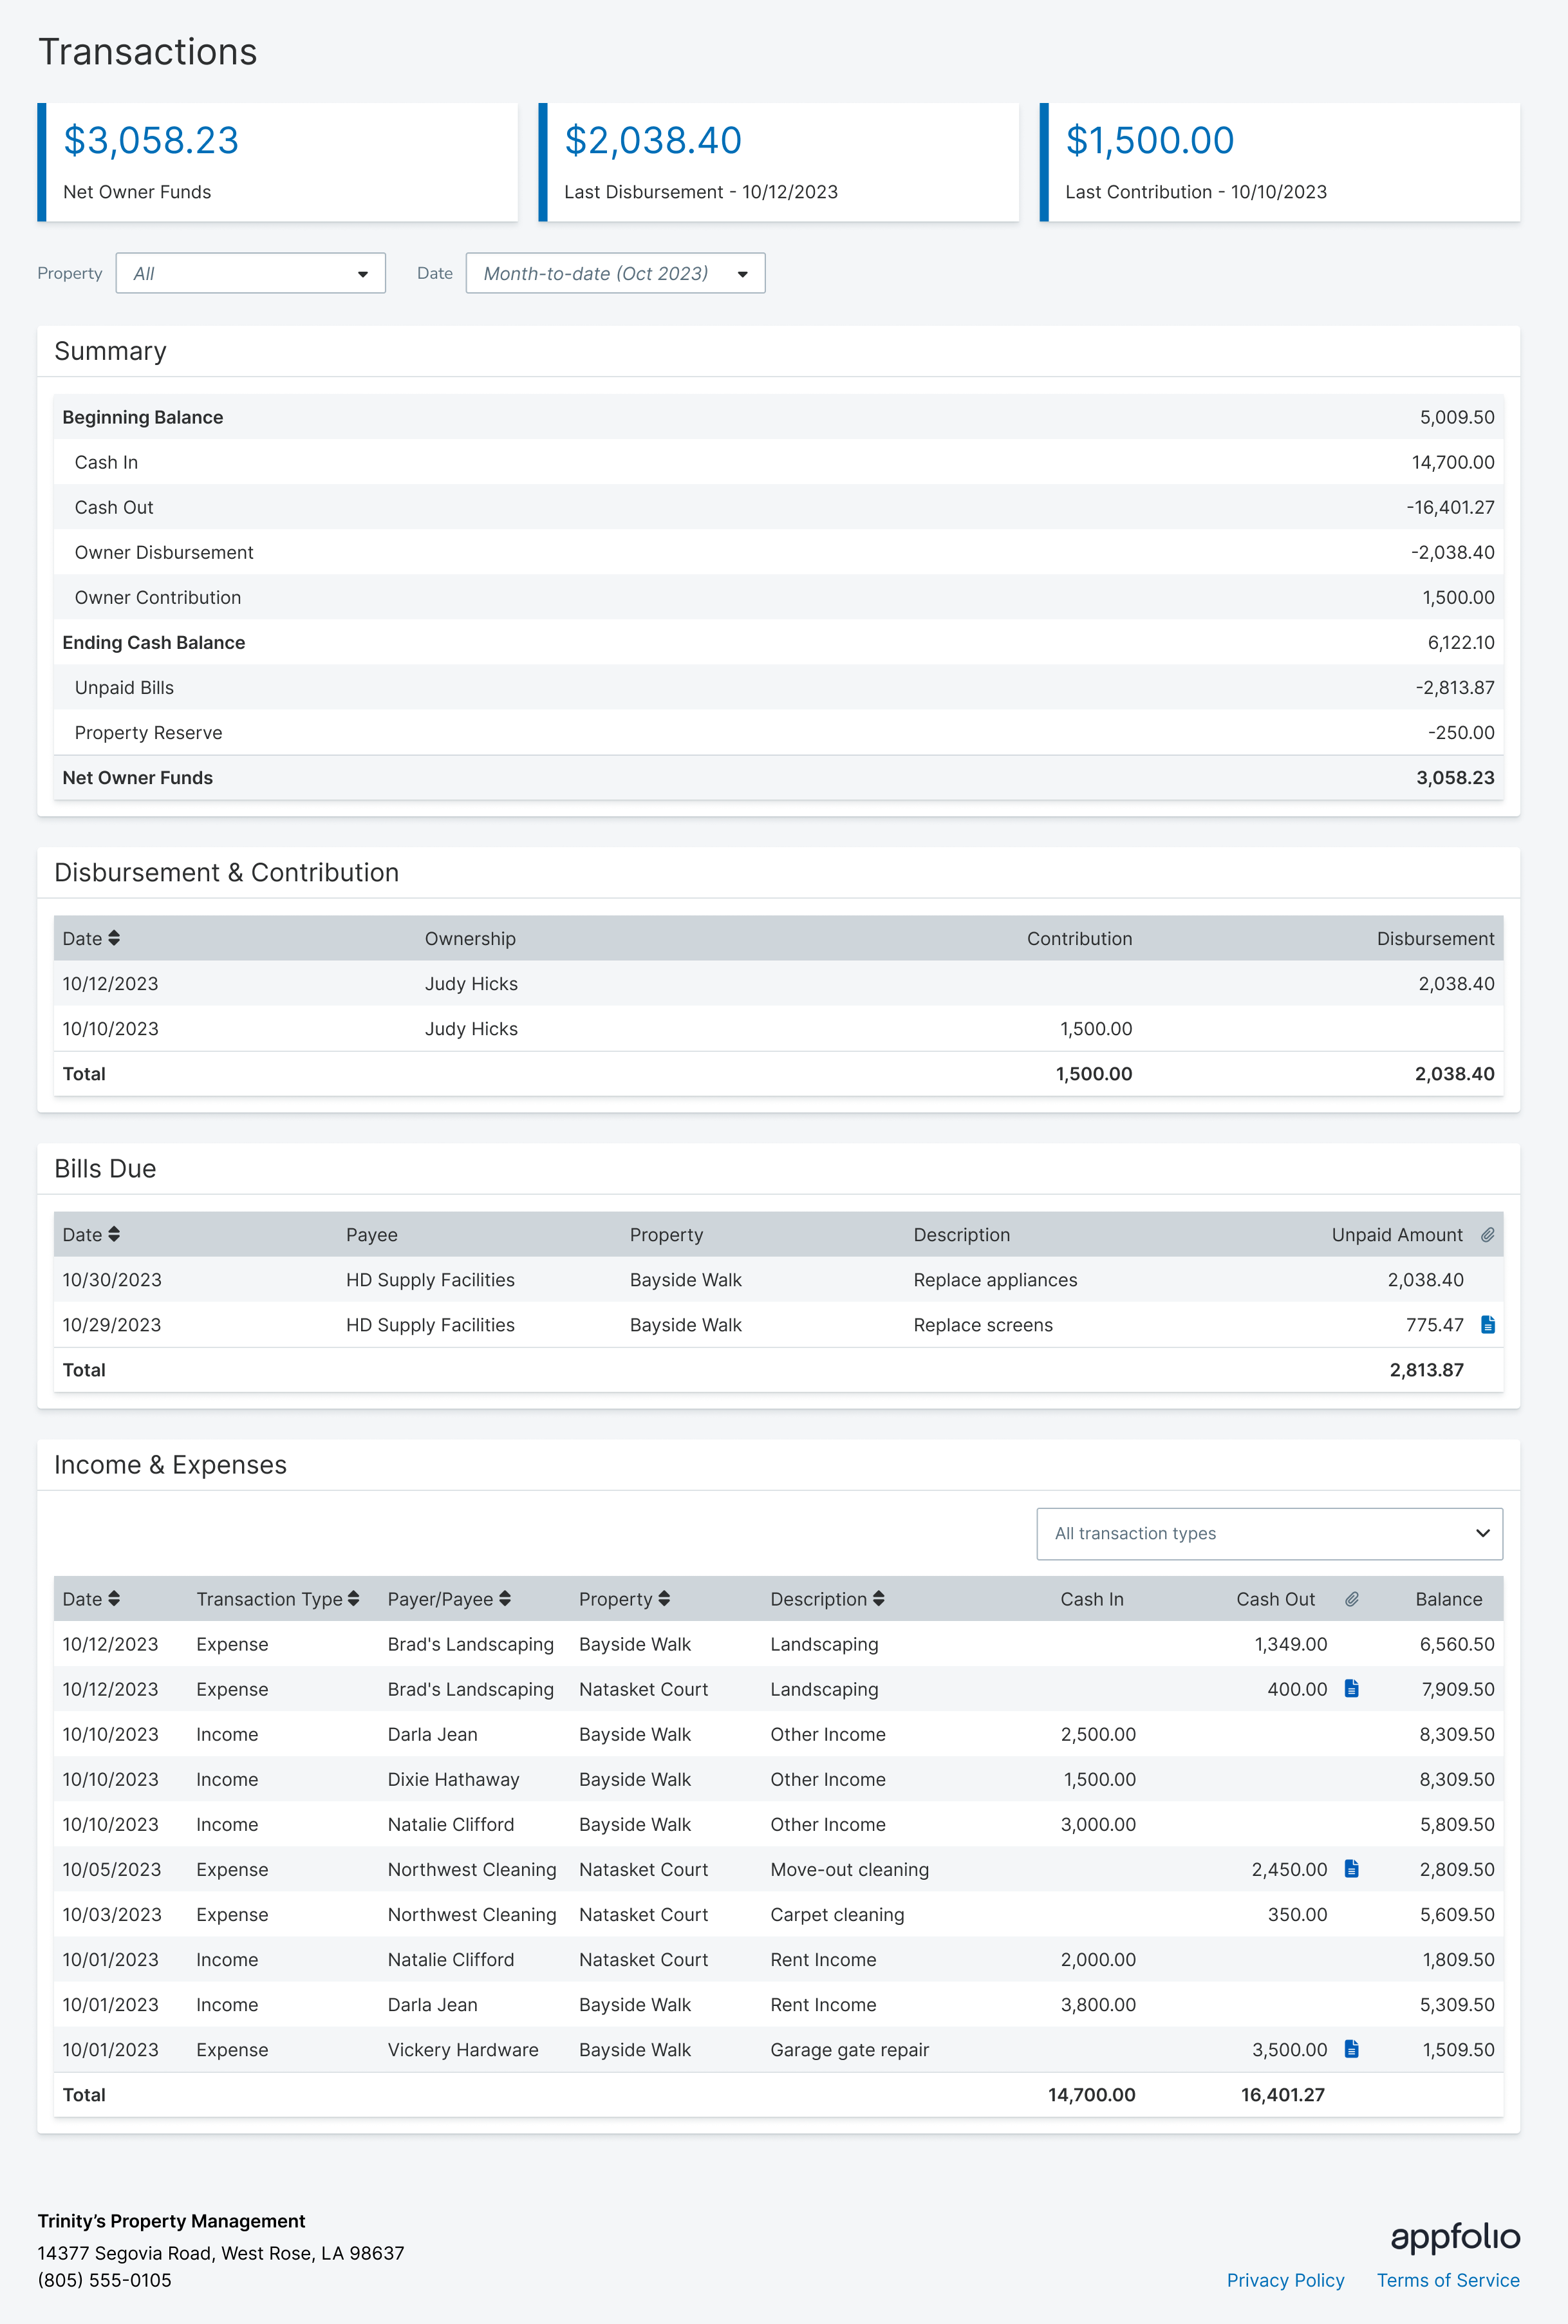 Transactions
$3,058.23
Net Owner Funds
$2,038.40
Last Disbursement - 10/12/2023
$1,500.00
Last Contribution - 10/10/2023
Property All Date Month-to-date (Oct 2023)
Summary
Beginning Balance 5,009.50
Cash In 14,700.00
Cash Out -16,401.27
Owner Disbursement -2,038.40
Owner Contribution 1,500.00
Ending Cash Balance 6,122.10
Unpaid Bills -2,813.87
Property Reserve -250.00
Net Owner Funds 3,058.23
Disbursement & Contribution
Date Ownership Contribution Disbursement
10/12/2023 Judy Hicks 2,038.40
10/10/2023 Judy Hicks 1,500.00
Total 1,500.00 2,038.40
Bills Due
Date Payee Property Description Unpaid Amount
10/30/2023 HD Supply Facilities Bayside Walk Replace appliances 2,038.40
10/29/2023 HD Supply Facilities Bayside Walk Replace screens 775.47
Total 2,813.87
Income & Expenses
All transaction types
Date Transaction Type Payer/Payee Property Description Cash In Cash Out Balance
10/12/2023 Expense Brad's Landscaping Bayside Walk Landscaping 1,349.00 6,560.50
10/12/2023 Expense Brad's Landscaping Natasket Court Landscaping 400.00 7,909.50
10/10/2023 Income Darla Jean Bayside Walk Other Income 2,500.00 8,309.50
10/10/2023 Income Dixie Hathaway Bayside Walk Other Income 1,500.00 8,309.50
10/10/2023 Income Natalie Clifford Bayside Walk Other Income 3,000.00 5,809.50
10/05/2023 Expense Northwest Cleaning Natasket Court Move-out cleaning 2,450.00 2,809.50
10/03/2023 Expense Northwest Cleaning Natasket Court Carpet cleaning 350.00 5,609.50
10/01/2023 Income Natalie Clifford Natasket Court Rent Income 2,000.00 1,809.50
10/01/2023 Income Darla Jean Bayside Walk Rent Income 3,800.00 5,309.50
10/01/2023 Expense Vickery Hardware Bayside Walk Garage gate repair 3,500.00 1,509.50
Total 14,700.00 16,401.27
Trinity’s Property Management
14377 Segovia Road, West Rose, LA 98637
(805) 555-0105
appfolio
Privacy Policy Terms of Service